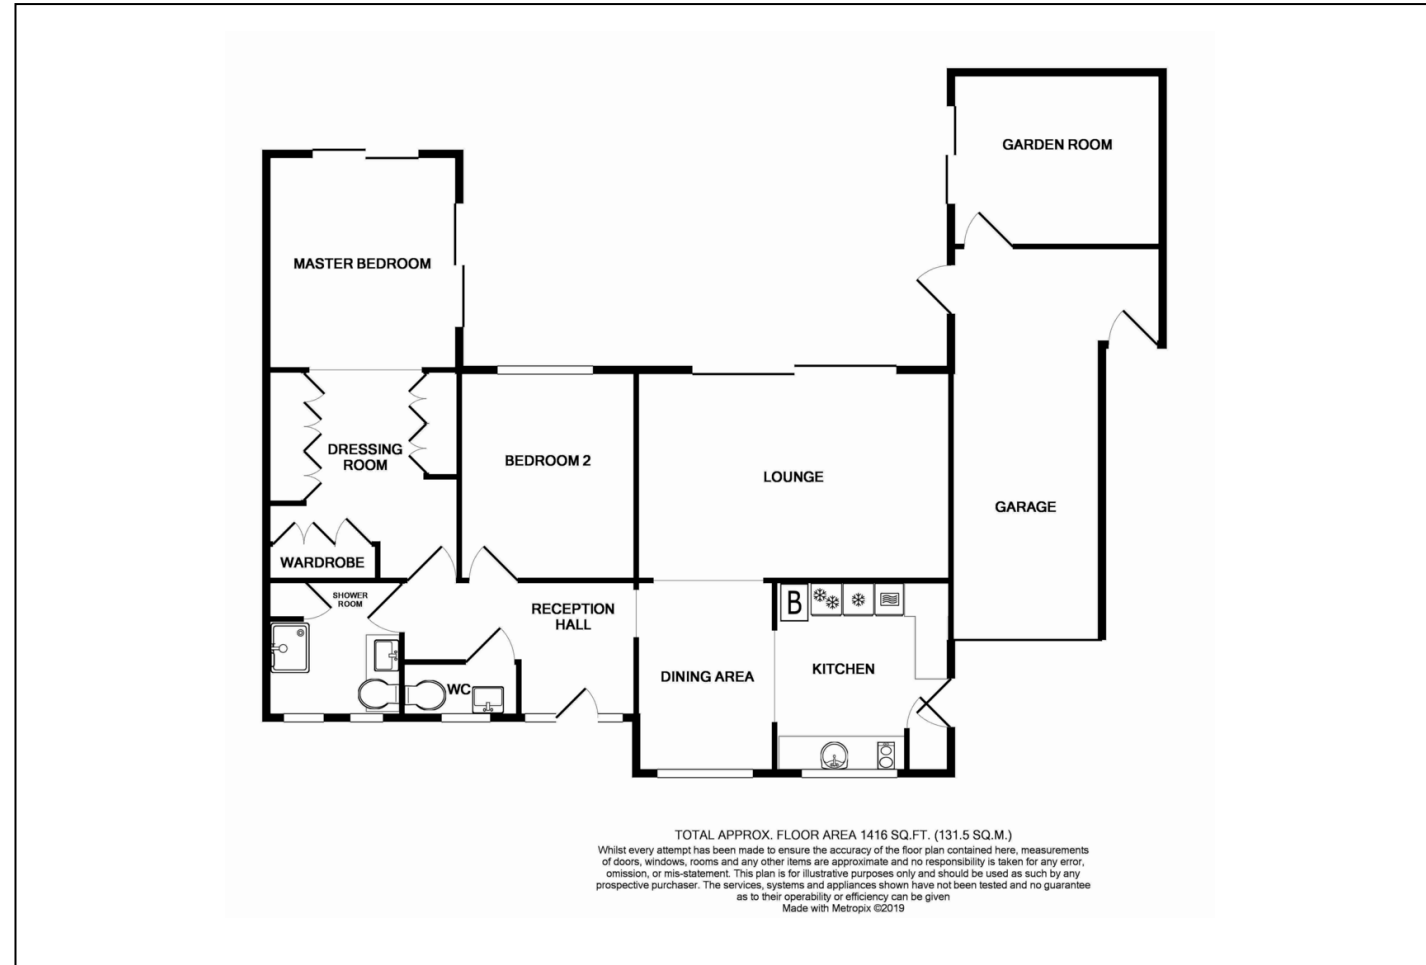 GARDEN ROOM
MASTER BEDROOM
DRESSING
ROOM
BEDROOM 2
LOUNGE
GARAGE
WARDROBE
SHOWER
ROOM
RECEPTION
HALL
B
WC
DINING AREA
KITCHEN
TOTAL APPROX. FLOOR AREA 1416 SQ.FT. (131.5 SQ.M.)
Whilst every attempt has been made to ensure the accuracy of the floor plan contained here, measurements
of doors, windows, rooms and any other items are approximate and no responsibility is taken for any error,
omission, or mis-statement. This plan is for illustrative purposes only and should be used as such by any
prospective purchaser. The services, systems and appliances shown have not been tested and no guarantee
as to their operability or efficiency can be given
Made with Metropix ©2019